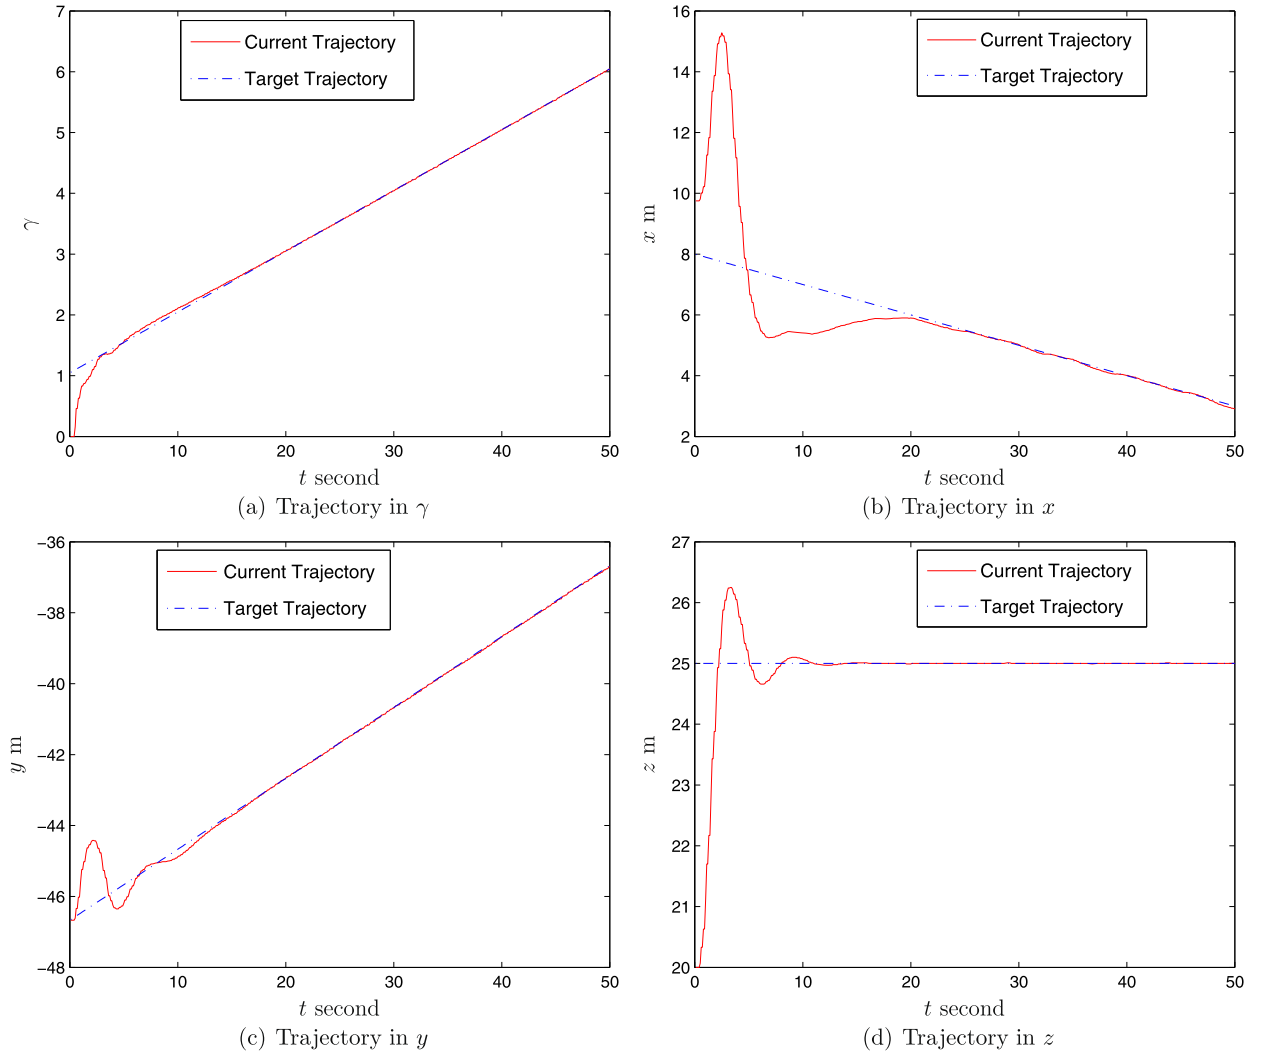 7
6
5
4
3
2
1
0
γ
Current Trajectory
Target Trajectory
0 10 20 30 40 50
t second
(a) Trajectory in γ
16
14
12
10
8
6
4
2
x m
Current Trajectory
Target Trajectory
0 10 20 30 40 50
t second
(b) Trajectory in x
−36
−38
−40
−42
−44
−46
−48
y m
Current Trajectory
Target Trajectory
0 10 20 30 40 50
t second
(c) Trajectory in y
27
26
25
24
23
22
21
20
z m
Current Trajectory
Target Trajectory
0 10 20 30 40 50
t second
(d) Trajectory in z